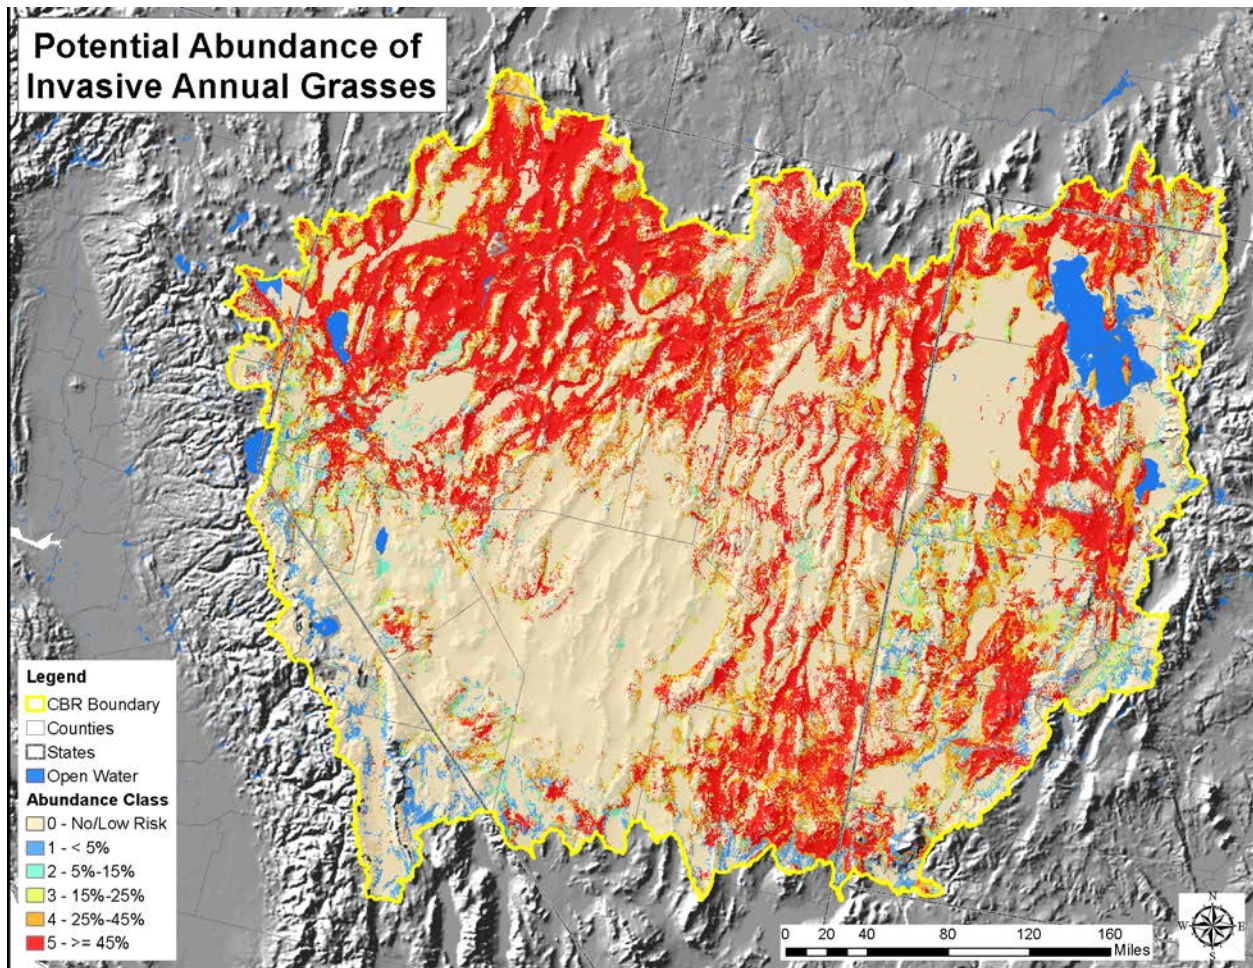 Potential Abundance of
Invasive Annual Grasses
Legend
CBR Boundary
Counties
States
Open Water
Abundance Class
0 - No/Low Risk
1 - < 5%
2 - 5%-15%
3 - 15%-25%
4 - 25%-45%
5 - >= 45%
0 20 40 80 120 160
Miles
N
W E
S